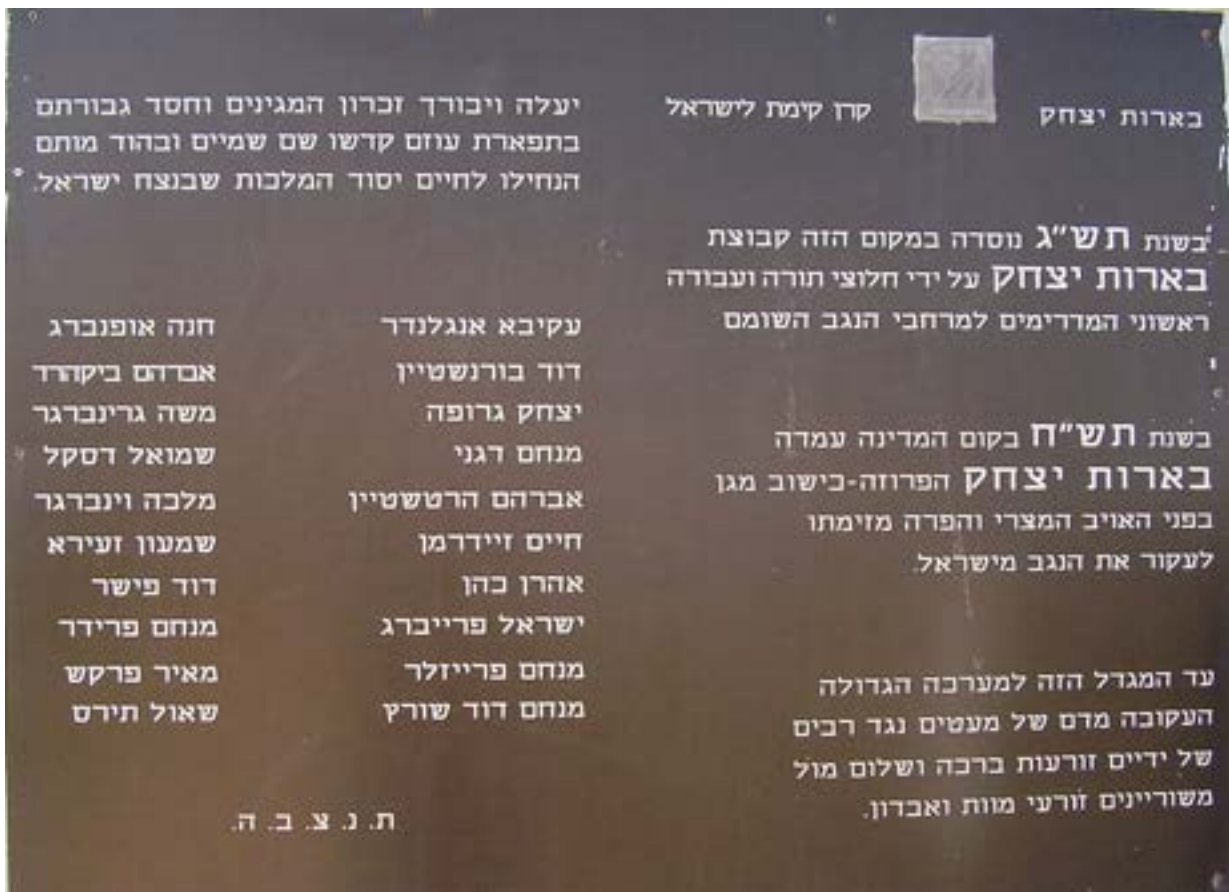 בארות יצחק קרן קימת לישראל
בשנת תש"ג נוסדה במקום הזה קבוצת
בארות יצחק על ידי חלוצי תורה ועבודה
ראשוני המדרימים למרחבי הנגב השומם
בשנת תש"ח בקום המדינה עמדה
בארות יצחק הפרוזה-כישוב מגן
בפני האויב המצרי והפרה מזימתו
לעקור את הנגב מישראל.
עד המגדל הזה למערכה הגדולה
העקובה מדם של מעטים נגד רבים
של ידיים זורעות ברכה ושלום מול
משוריינים זורעי מוות ואבדון.
יעלה ויבורך זכרון המגינים וחסד גבורתם
בתפארת עוזם קדשו שם שמיים ובהוד מותם
הנחילו לחיים יסוד המלכות שבנצח ישראל.
עקיבא אנגלנדר חנה אופנברג
דוד בורנשטיין אברהם ביקהרד
יצחק גרופה משה גרינברגר
מנחם דגני שמואל דסקל
אברהם הרטשטיין מלכה וינברגר
חיים זיידרמן שמעון זעירא
אהרן כהן דוד פישר
ישראל פרייברג מנחם פרידר
מנחם פרייזלר מאיר פרקש
מנחם דוד שורץ שאול תירס
ת. נ. צ. ב. ה.